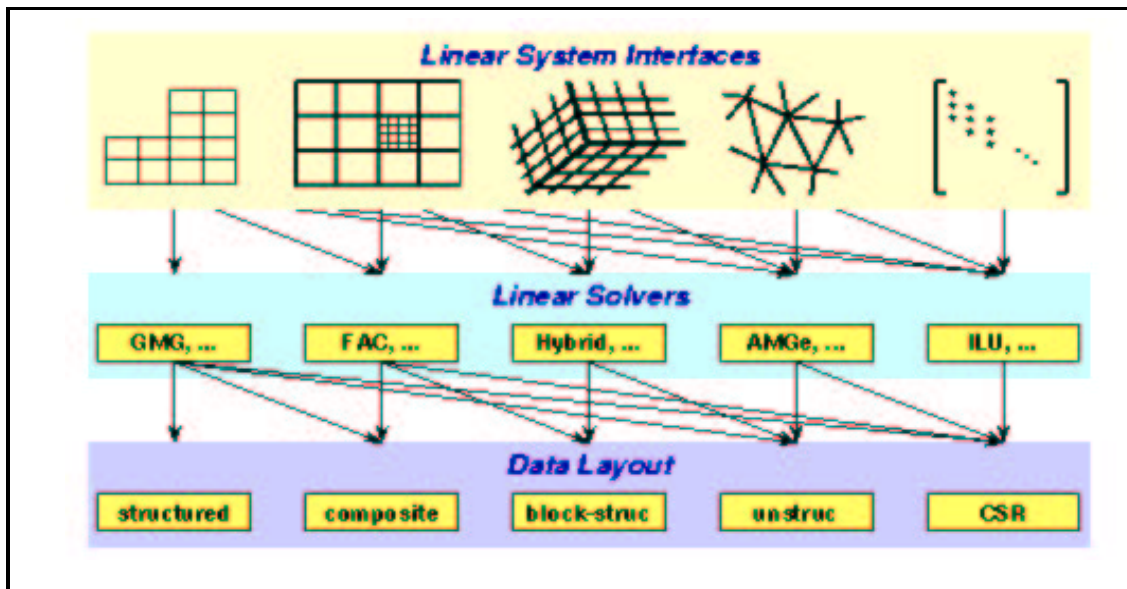 Linear System Interfaces
Linear Solvers
GMG, ...
FAC, ...
Hybrid, ...
AMGe, ...
ILU, ...
Data Layout
structured
composite
block-struc
unstruc
CSR